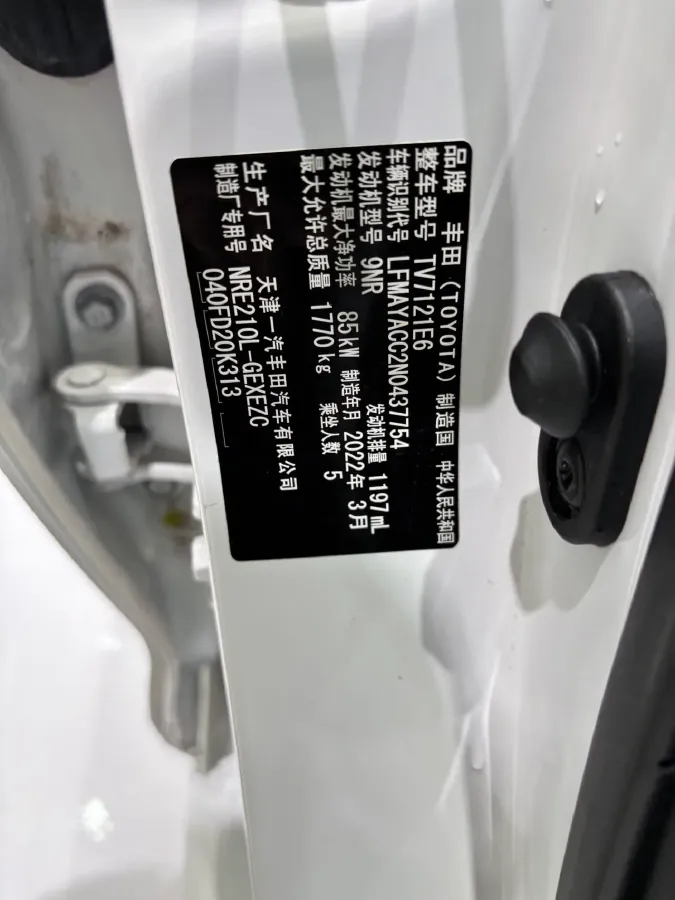 品牌 丰田（TOYOTA） 制造国 中华人民共和国
整车型号 TV7121E6
车辆识别代号 LFMAYACC2N0437754
发动机型号 9NR 发动机排量 1197mL
发动机最大净功率 85kW 制造年月 2022年 3月
最大允许总质量 1770kg 乘坐人数 5
生产厂名 天津一汽丰田汽车有限公司
制造厂专用号 NRE210L-GEXEZC
040FD20K313